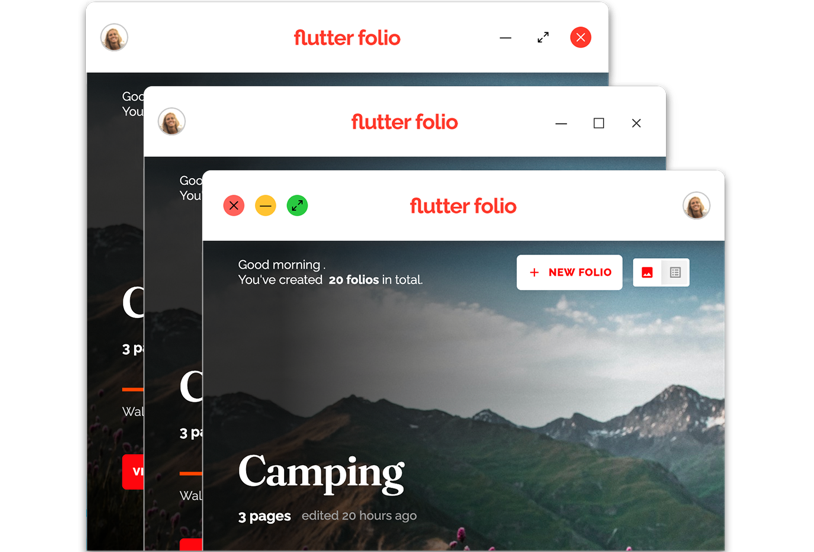 flutter folio
Goo
You
flutter folio
Goo
You'
flutter folio
Good morning .
You've created 20 folios in total.
+ NEW FOLIO
C
3 pa
Wal
VI
C
3 pa
Wal
Camping
3 pages edited 20 hours ago